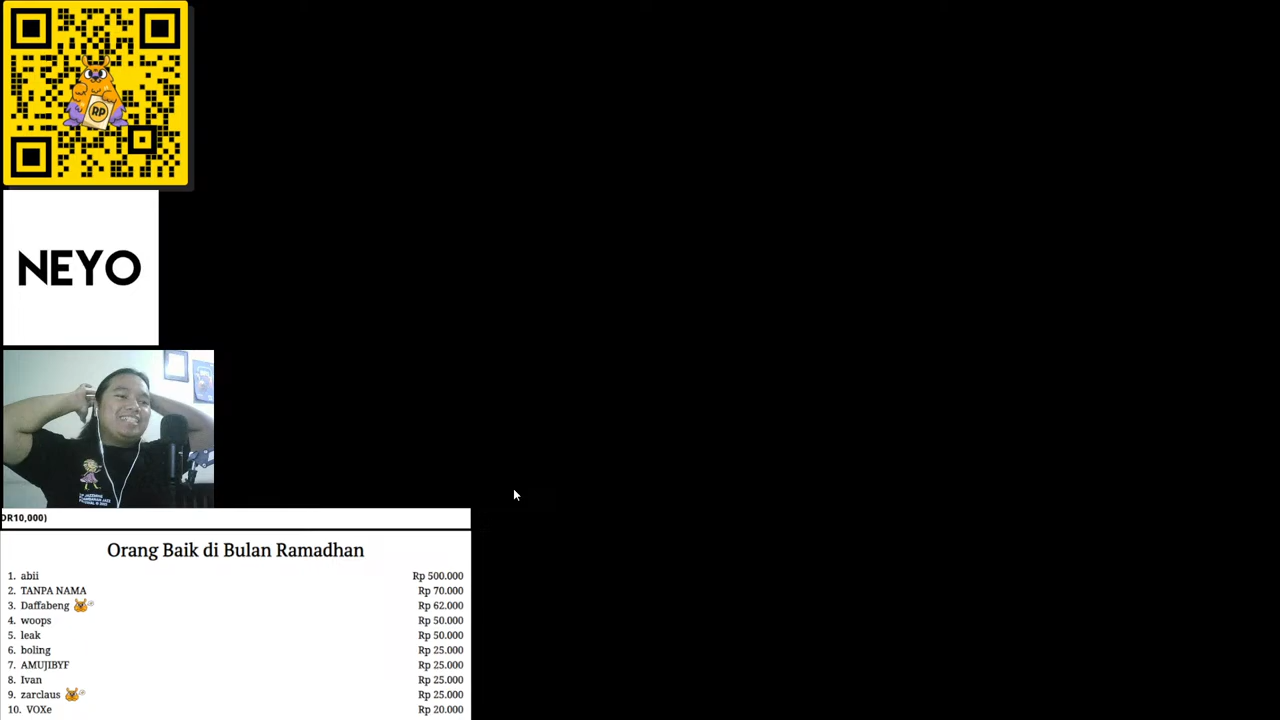 RP
NEYO
DR10,000)
Orang Baik di Bulan Ramadhan
1. abii Rp 500.000
2. TANPA NAMA Rp 70.000
3. Daffabeng Rp 62.000
4. woops Rp 50.000
5. leak Rp 50.000
6. boling Rp 25.000
7. AMUJIBYF Rp 25.000
8. Ivan Rp 25.000
9. zarclaus Rp 25.000
10. VOXe Rp 20.000